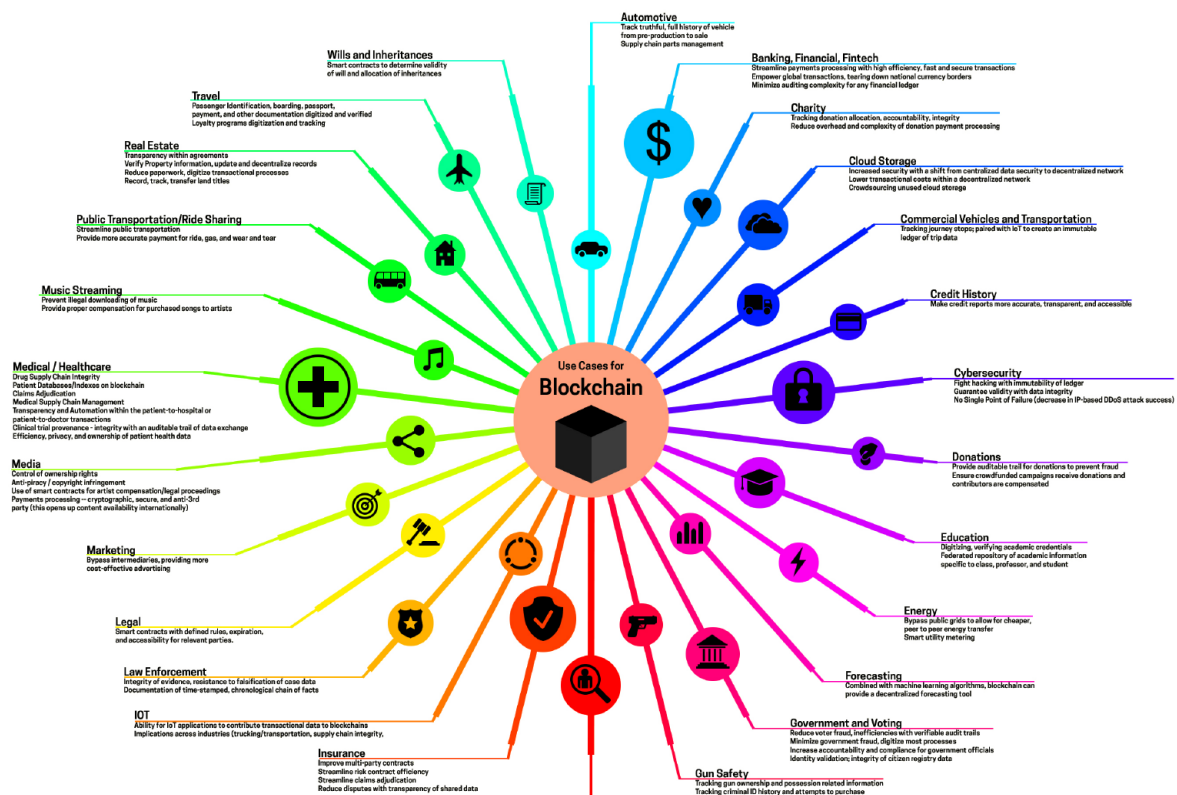 Use Cases for
Blockchain
Automotive
Track truthful, full history of vehicle
from pre-production to sale
Supply chain parts management
Banking, Financial, Fintech
Streamline payments processing with high efficiency, fast and secure transactions
Empower global transactions, tearing down national currency borders
Minimize auditing complexity for any financial ledger
$
Charity
Tracking donation allocation, accountability, integrity
Reduce overhead and complexity of donation payment processing
Cloud Storage
Increased security with a shift from centralized data security to decentralized network
Lower transactional costs within a decentralized network
Crowdsourcing unused cloud storage
Commercial Vehicles and Transportation
Tracking journey stops; paired with IoT to create an immutable
ledger of trip data
Credit History
Make credit reports more accurate, transparent, and accessible
Cybersecurity
Fight hacking with immutability of ledger
Guarantee validity with data integrity
No Single Point of Failure (decrease in IP-based DDoS attack success)
Donations
Provide auditable trail for donations to prevent fraud
Ensure crowdfunded campaigns receive donations and
contributors are compensated
Education
Digitizing, verifying academic credentials
Federated repository of academic information
specific to class, professor, and student
Energy
Bypass public grids to allow for cheaper,
peer to peer energy transfer
Smart utility metering
Forecasting
Combined with machine learning algorithms, blockchain can
provide a decentralized forecasting tool
Government and Voting
Reduce voter fraud, inefficiencies with verifiable audit trails
Minimize government fraud, digitize most processes
Increase accountability and compliance for government officials
Identity validation; integrity of citizen registry data
Gun Safety
Tracking gun ownership and possession related information
Tracking criminal ID history and attempts to purchase
Insurance
Improve multi-party contracts
Streamline risk contract efficiency
Streamline claims adjudication
Reduce disputes with transparency of shared data
IOT
Ability for IoT applications to contribute transactional data to blockchains
Implications across industries (trucking/transportation, supply chain integrity,
Law Enforcement
Integrity of evidence, resistance to falsification of case data
Documentation of time-stamped, chronological chain of facts
Legal
Smart contracts with defined rules, expiration,
and accessibility for relevant parties.
Marketing
Bypass intermediaries, providing more
cost-effective advertising
Media
Control of ownership rights
Anti-piracy / copyright infringement
Use of smart contracts for artist compensation/legal proceedings
Payments processing — cryptographic, secure, and anti-3rd
party (this opens up content availability internationally)
Medical / Healthcare
Drug Supply Chain Integrity
Patient Databases/Indexes on blockchain
Claims Adjudication
Medical Supply Chain Management
Transparency and Automation within the patient-to-hospital or
patient-to-doctor transactions
Clinical trial provenance - integrity with an auditable trail of data exchange
Efficiency, privacy, and ownership of patient health data
Music Streaming
Prevent illegal downloading of music
Provide proper compensation for purchased songs to artists
Public Transportation/Ride Sharing
Streamline public transportation
Provide more accurate payment for ride, gas, and wear and tear
Real Estate
Transparency within agreements
Verify Property information, update and decentralize records
Reduce paperwork, digitize transactional processes
Record, track, transfer land titles
Travel
Passenger Identification, boarding, passport,
payment, and other documentation digitized and verified
Loyalty programs digitization and tracking
Wills and Inheritances
Smart contracts to determine validity
of will and allocation of inheritances